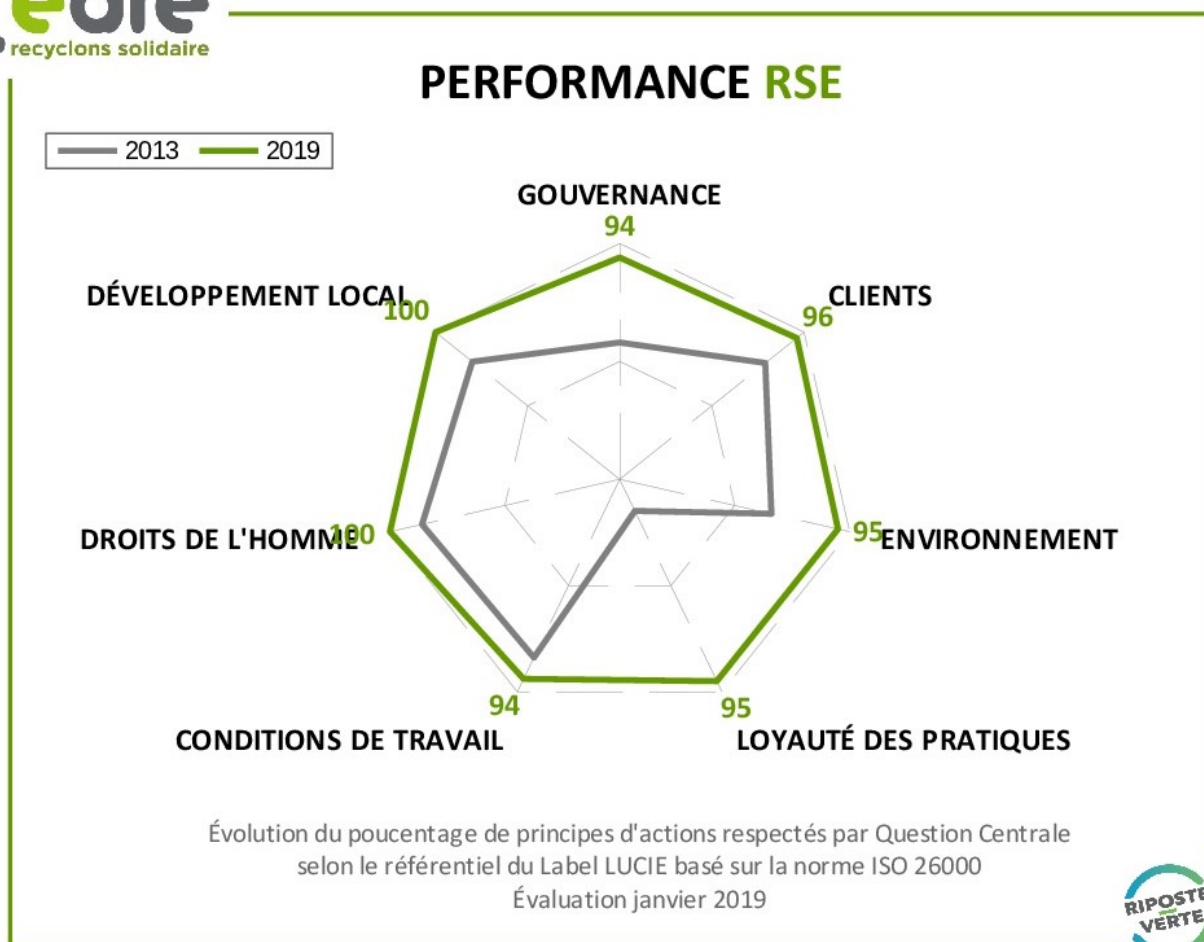 recyclons solidaire
PERFORMANCE RSE
2013 2019
GOUVERNANCE
94
DÉVELOPPEMENT LOCAL
100
CLIENTS
96
DROITS DE L'HOMME
100
ENVIRONNEMENT
95
94
95
CONDITIONS DE TRAVAIL
LOYAUTÉ DES PRATIQUES
Évolution du poucentage de principes d'actions respectés par Question Centrale
selon le référentiel du Label LUCIE basé sur la norme ISO 26000
Évaluation janvier 2019
RIPOSTE
VERTE